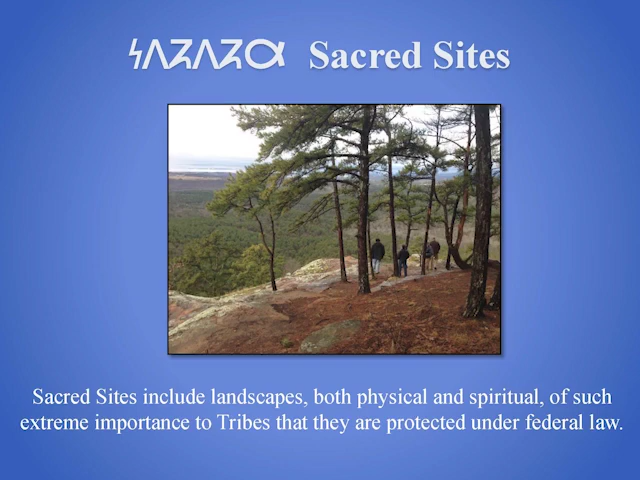 𐓏𐒰𐓓𐒰𐓓𐒷 Sacred Sites
Sacred Sites include landscapes, both physical and spiritual, of such
extreme importance to Tribes that they are protected under federal law.